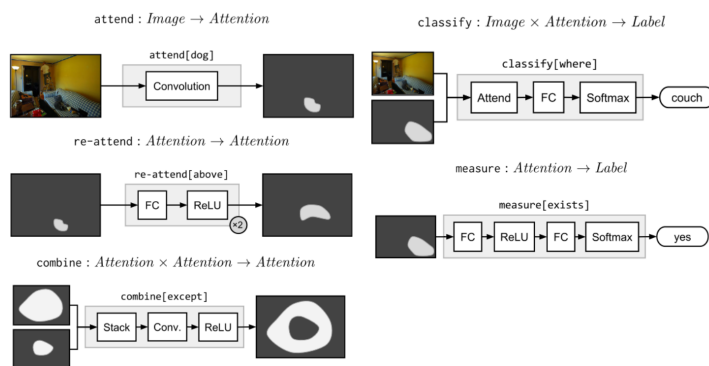 attend : Image → Attention
attend[dog]
Convolution
re-attend : Attention → Attention
re-attend[above]
FC
ReLU
×2
combine : Attention × Attention → Attention
combine[except]
Stack
Conv.
ReLU
classify : Image × Attention → Label
classify[where]
Attend
FC
Softmax
couch
measure : Attention → Label
measure[exists]
FC
ReLU
FC
Softmax
yes